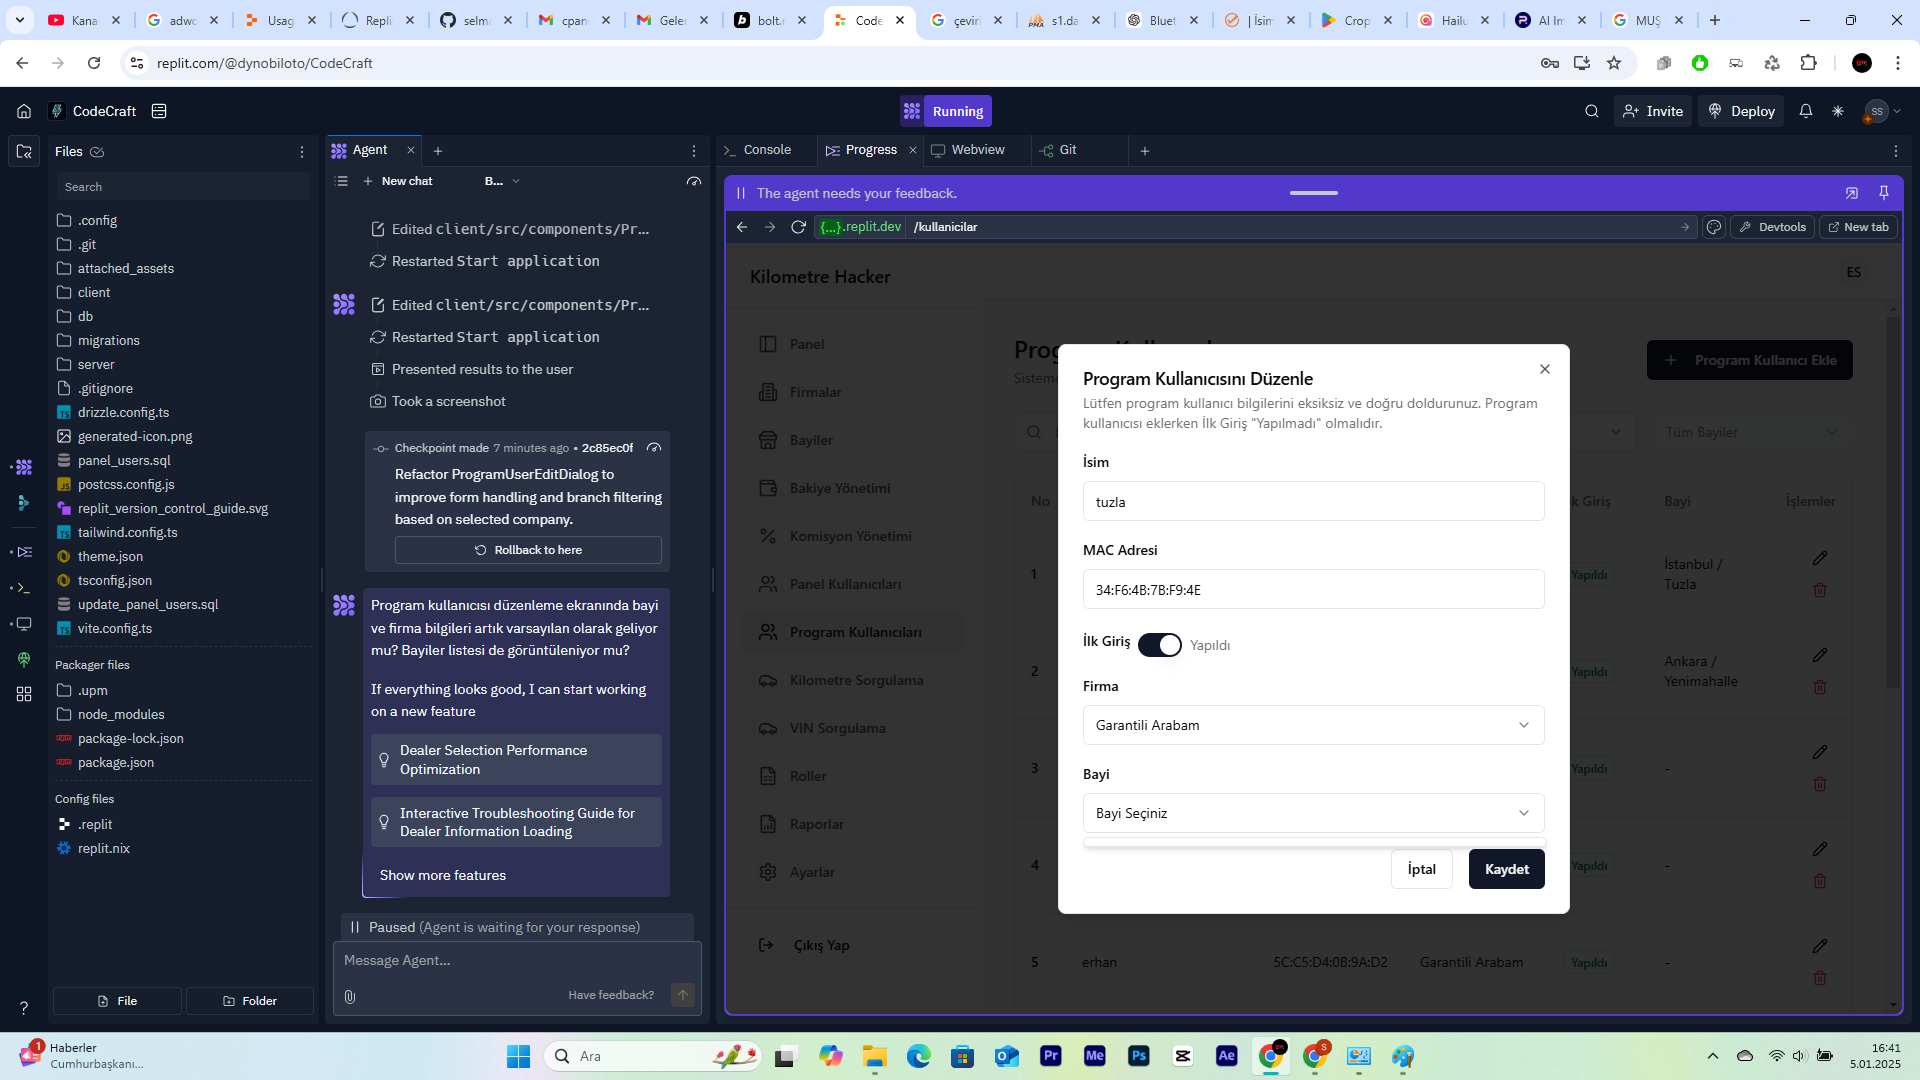 Kana
adwo
Usag
Repli
selma
cpan
Gele
bolt.n
Code
çeviri
s1.da
Bluet
| İsim
Crop
Hailu
AI Im
MUŞ
replit.com/@dynobiloto/CodeCraft
CodeCraft
Running
Invite
Deploy
SS
Files
Search
.config
.git
attached_assets
client
db
migrations
server
.gitignore
drizzle.config.ts
generated-icon.png
panel_users.sql
postcss.config.js
replit_version_control_guide.svg
tailwind.config.ts
theme.json
tsconfig.json
update_panel_users.sql
vite.config.ts
Packager files
.upm
node_modules
package-lock.json
package.json
Config files
.replit
replit.nix
File
Folder
Agent
New chat
B...
Edited client/src/components/Pr...
Restarted Start application
Edited client/src/components/Pr...
Restarted Start application
Presented results to the user
Took a screenshot
Checkpoint made 7 minutes ago • 2c85ec0f
Refactor ProgramUserEditDialog to
improve form handling and branch filtering
based on selected company.
Rollback to here
Program kullanıcısı düzenleme ekranında bayi
ve firma bilgileri artık varsayılan olarak geliyor
mu? Bayiler listesi de görüntüleniyor mu?
If everything looks good, I can start working
on a new feature
Dealer Selection Performance
Optimization
Interactive Troubleshooting Guide for
Dealer Information Loading
Show more features
Paused (Agent is waiting for your response)
Message Agent...
Have feedback?
Console
Progress
Webview
Git
The agent needs your feedback.
{...}.replit.dev
/kullanicilar
Devtools
New tab
Kilometre Hacker
ES
Panel
Firmalar
Bayiler
Bakiye Yönetimi
Komisyon Yönetimi
Panel Kullanıcıları
Program Kullanıcıları
Kilometre Sorgulama
VIN Sorgulama
Roller
Raporlar
Ayarlar
Çıkış Yap
Program Kullanıcı Ekle
Tüm Bayiler
No
Bayi
İşlemler
1
Yapıldı
İstanbul /
Tuzla
2
Yapıldı
Ankara /
Yenimahalle
3
Yapıldı
-
4
Yapıldı
-
5
erhan
5C:C5:D4:0B:9A:D2
Garantili Arabam
Yapıldı
-
Program Kullanıcısını Düzenle
Lütfen program kullanıcı bilgilerini eksiksiz ve doğru doldurunuz. Program
kullanıcısı eklerken İlk Giriş "Yapılmadı" olmalıdır.
İsim
tuzla
MAC Adresi
34:F6:4B:7B:F9:4E
İlk Giriş
Yapıldı
Firma
Garantili Arabam
Bayi
Bayi Seçiniz
İptal
Kaydet
1
Haberler
Cumhurbaşkanı...
Ara
Pr
Me
Ps
Ae
S
16:41
5.01.2025